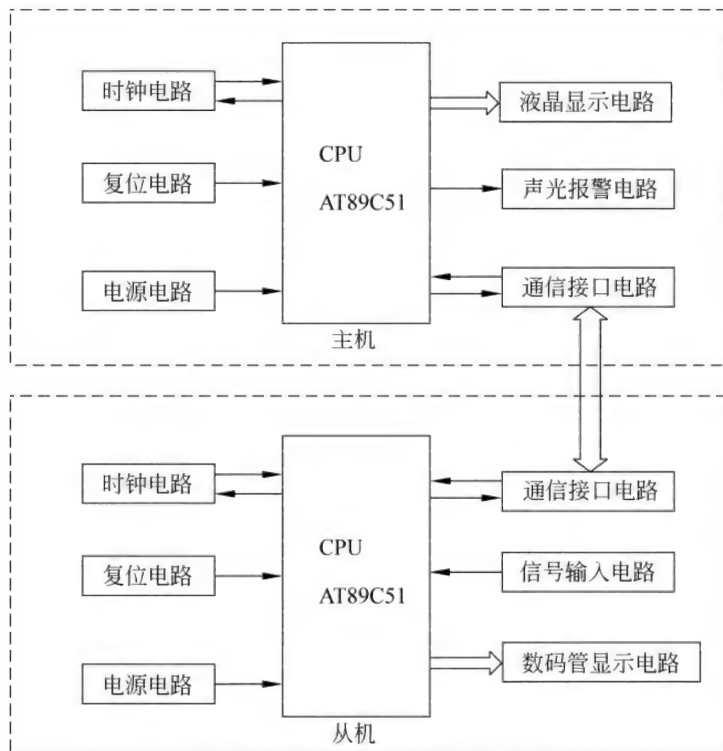 时钟电路
复位电路
电源电路
CPU
AT89C51
液晶显示电路
声光报警电路
通信接口电路
主机
时钟电路
复位电路
电源电路
CPU
AT89C51
通信接口电路
信号输入电路
数码管显示电路
从机